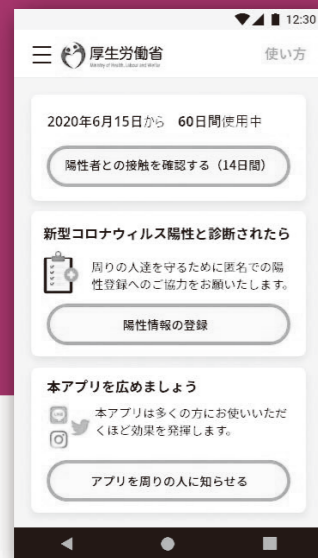 12:30
厚生労働省
Ministry of Health, Labour and Welfare
使い方
2020年6月15日から 60日間使用中
陽性者との接触を確認する（14日間）
新型コロナウィルス陽性と診断されたら
周りの人達を守るために匿名での陽
性登録へのご協力をお願いいたします。
陽性情報の登録
本アプリを広めましょう
本アプリは多くの方にお使いいただ
くほど効果を発揮します。
アプリを周りの人に知らせる